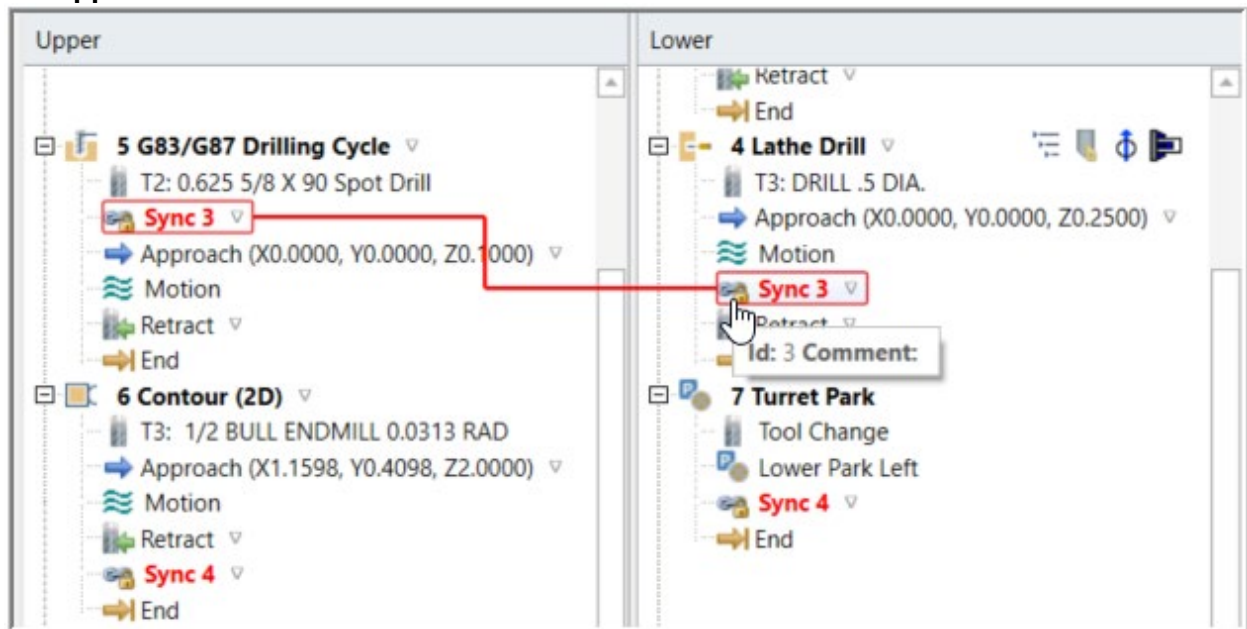 Upper
5 G83/G87 Drilling Cycle
T2: 0.625 5/8 X 90 Spot Drill
Sync 3
Approach (X0.0000, Y0.0000, Z0.1000)
Motion
Retract
End
6 Contour (2D)
T3: 1/2 BULL ENDMILL 0.0313 RAD
Approach (X1.1598, Y0.4098, Z2.0000)
Motion
Retract
Sync 4
End
Lower
Retract
End
4 Lathe Drill
T3: DRILL .5 DIA.
Approach (X0.0000, Y0.0000, Z0.2500)
Motion
Sync 3
Retract
Id: 3 Comment:
7 Turret Park
Tool Change
P Lower Park Left
Sync 4
End